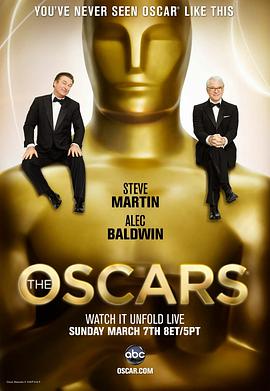 YOU'VE NEVER SEEN OSCAR® LIKE THIS
STEVE
MARTIN
ALEC
BALDWIN
THE OSCARS
WATCH IT UNFOLD LIVE
SUNDAY MARCH 7TH 8ET/5PT
abc
OSCAR.COM